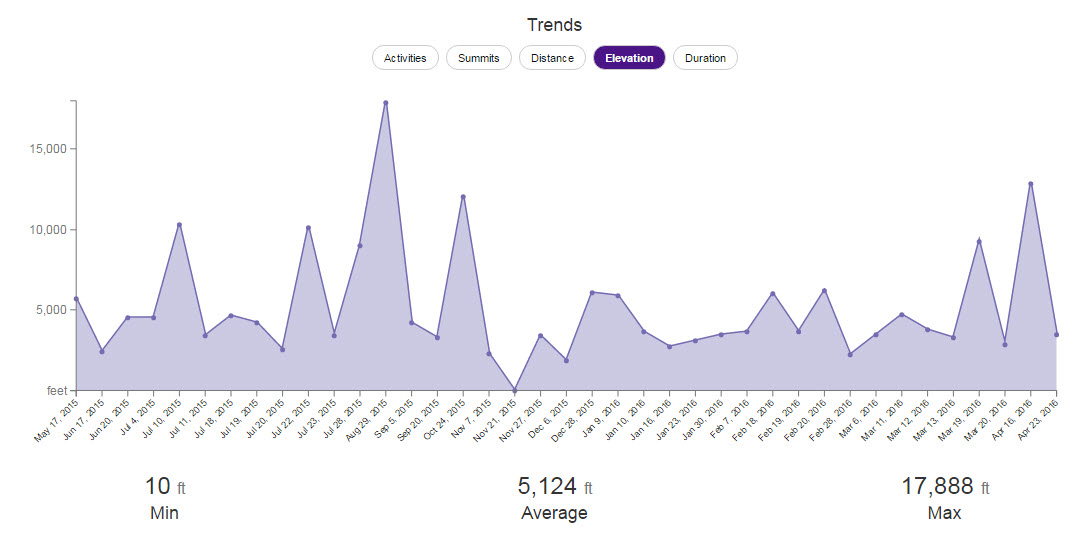 Trends
Activities Summits Distance Elevation Duration
15,000
10,000
5,000
feet
May 17, 2015 Jun 17, 2015 Jun 20, 2015 Jul 4, 2015 Jul 10, 2015 Jul 11, 2015 Jul 18, 2015 Jul 19, 2015 Jul 20, 2015 Jul 22, 2015 Jul 23, 2015 Jul 28, 2015 Aug 29, 2015 Sep 5, 2015 Sep 20, 2015 Oct 24, 2015 Nov 7, 2015 Nov 21, 2015 Nov 27, 2015 Dec 6, 2015 Dec 28, 2015 Jan 9, 2016 Jan 10, 2016 Jan 16, 2016 Jan 23, 2016 Jan 30, 2016 Feb 7, 2016 Feb 18, 2016 Feb 19, 2016 Feb 20, 2016 Feb 28, 2016 Mar 6, 2016 Mar 11, 2016 Mar 12, 2016 Mar 13, 2016 Mar 19, 2016 Mar 20, 2016 Apr 16, 2016 Apr 23, 2016
10 ft 5,124 ft 17,888 ft
Min Average Max